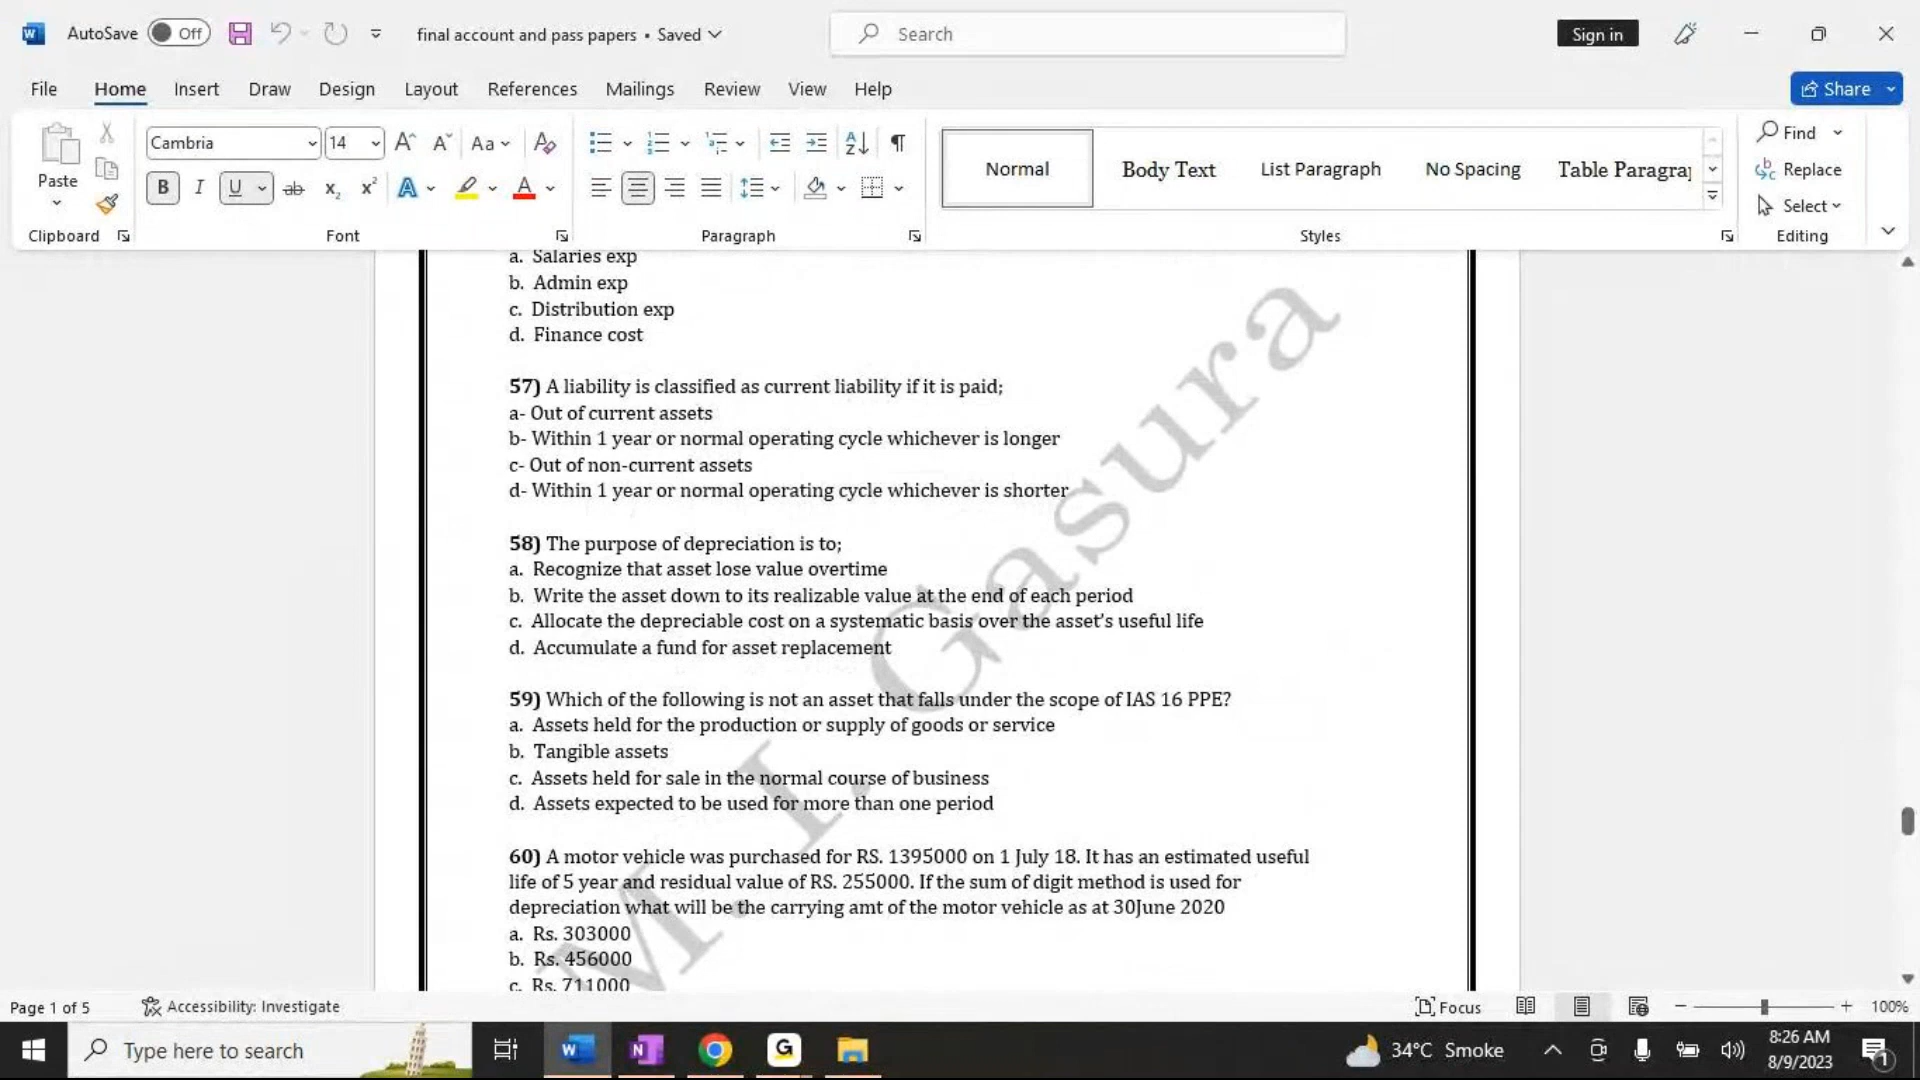 AutoSave Off final account and pass papers • Saved Search Sign in
File Home Insert Draw Design Layout References Mailings Review View Help Share
Paste Cambria 14 Aa Normal Body Text List Paragraph No Spacing Table Paragra Find
Replace
B I U ab x₂ x² A A Select
Clipboard Font Paragraph Styles Editing
a. Salaries exp
b. Admin exp
c. Distribution exp
d. Finance cost
57) A liability is classified as current liability if it is paid;
a- Out of current assets
b- Within 1 year or normal operating cycle whichever is longer
c- Out of non-current assets
d- Within 1 year or normal operating cycle whichever is shorter
58) The purpose of depreciation is to;
a. Recognize that asset lose value overtime
b. Write the asset down to its realizable value at the end of each period
c. Allocate the depreciable cost on a systematic basis over the asset's useful life
d. Accumulate a fund for asset replacement
59) Which of the following is not an asset that falls under the scope of IAS 16 PPE?
a. Assets held for the production or supply of goods or service
b. Tangible assets
c. Assets held for sale in the normal course of business
d. Assets expected to be used for more than one period
60) A motor vehicle was purchased for RS. 1395000 on 1 July 18. It has an estimated useful
life of 5 year and residual value of RS. 255000. If the sum of digit method is used for
depreciation what will be the carrying amt of the motor vehicle as at 30June 2020
a. Rs. 303000
b. Rs. 456000
c. Rs. 711000
M. I. Gasura
Page 1 of 5 Accessibility: Investigate Focus 100%
Type here to search 34°C Smoke 8:26 AM
8/9/2023
1